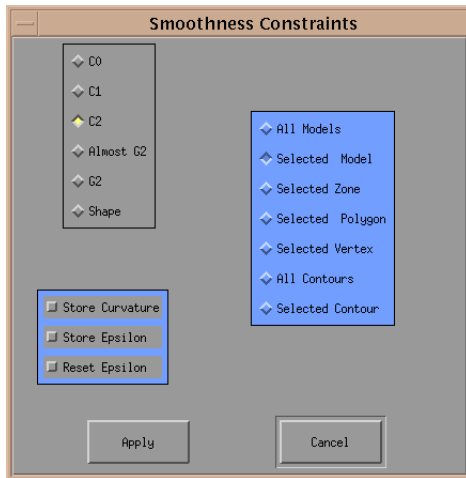 Smoothness Constraints
C0
C1
C2
Almost G2
G2
Shape
All Models
Selected Model
Selected Zone
Selected Polygon
Selected Vertex
All Contours
Selected Contour
Store Curvature
Store Epsilon
Reset Epsilon
Apply
Cancel